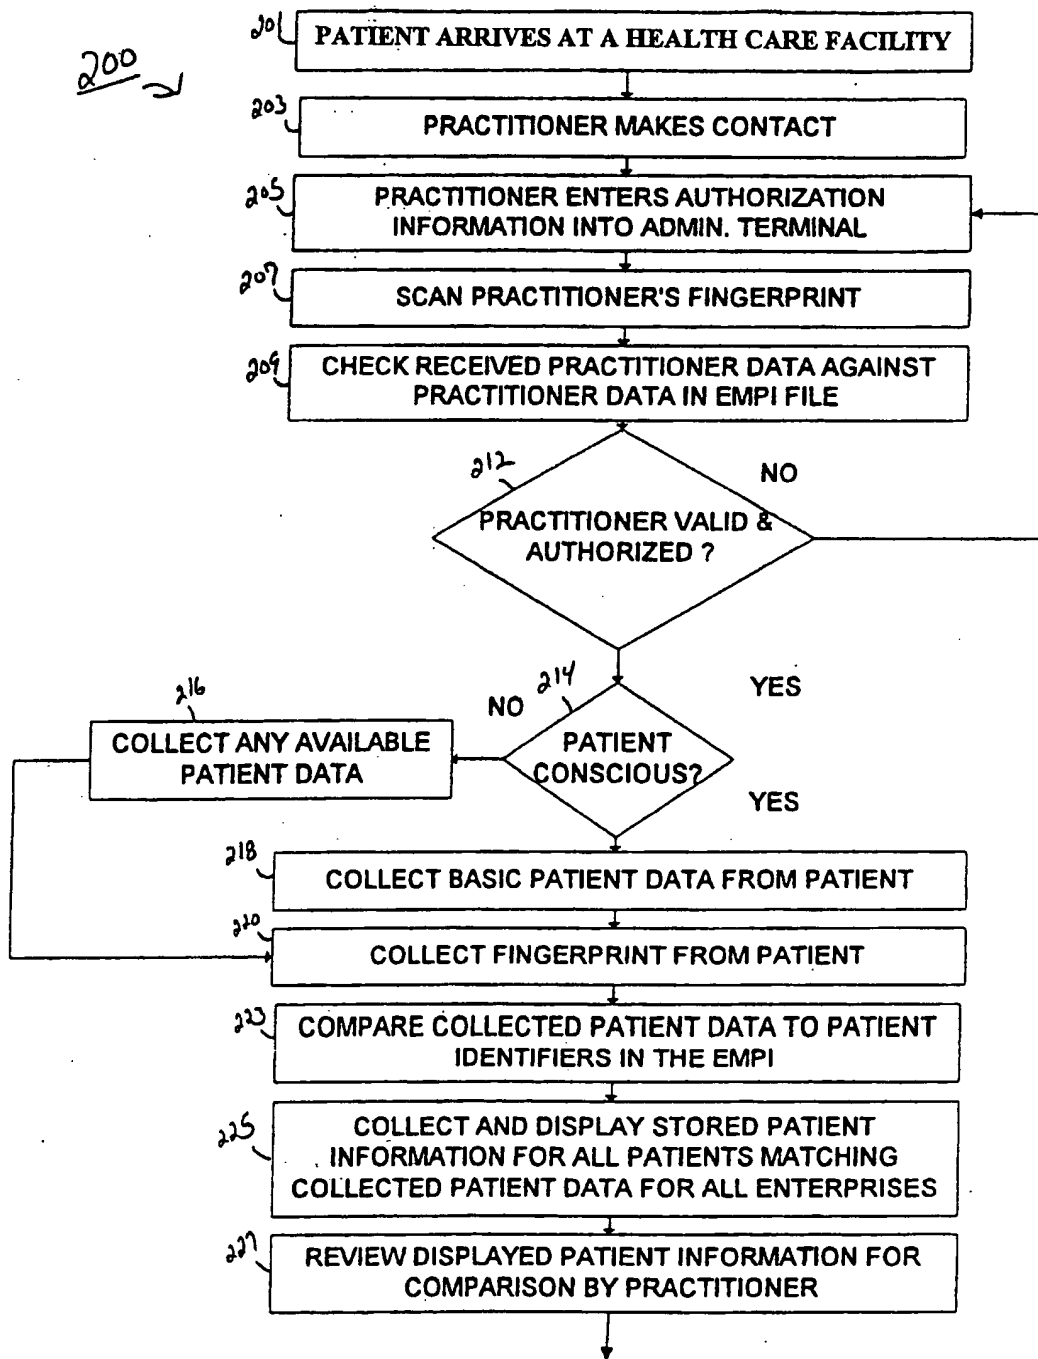 200
201
PATIENT ARRIVES AT A HEALTH CARE FACILITY
203
PRACTITIONER MAKES CONTACT
205
PRACTITIONER ENTERS AUTHORIZATION
INFORMATION INTO ADMIN. TERMINAL
207
SCAN PRACTITIONER'S FINGERPRINT
209
CHECK RECEIVED PRACTITIONER DATA AGAINST
PRACTITIONER DATA IN EMPI FILE
212
NO
PRACTITIONER VALID &
AUTHORIZED ?
214
YES
NO
216
COLLECT ANY AVAILABLE
PATIENT DATA
PATIENT
CONSCIOUS?
YES
218
COLLECT BASIC PATIENT DATA FROM PATIENT
220
COLLECT FINGERPRINT FROM PATIENT
223
COMPARE COLLECTED PATIENT DATA TO PATIENT
IDENTIFIERS IN THE EMPI
225
COLLECT AND DISPLAY STORED PATIENT
INFORMATION FOR ALL PATIENTS MATCHING
COLLECTED PATIENT DATA FOR ALL ENTERPRISES
227
REVIEW DISPLAYED PATIENT INFORMATION FOR
COMPARISON BY PRACTITIONER